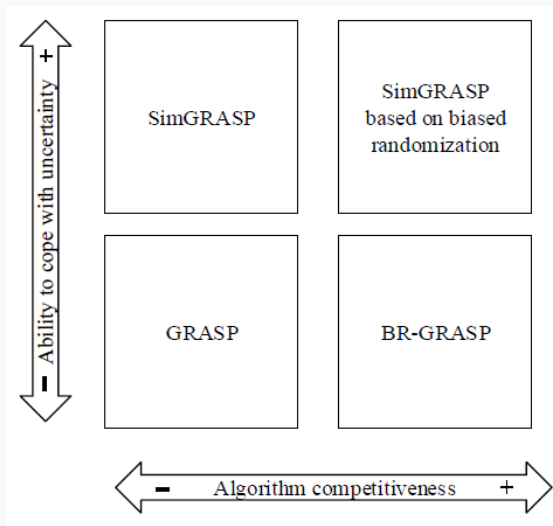 +
Ability to cope with uncertainty
-
SimGRASP
SimGRASP
based on biased
randomization
GRASP
BR-GRASP
- Algorithm competitiveness +